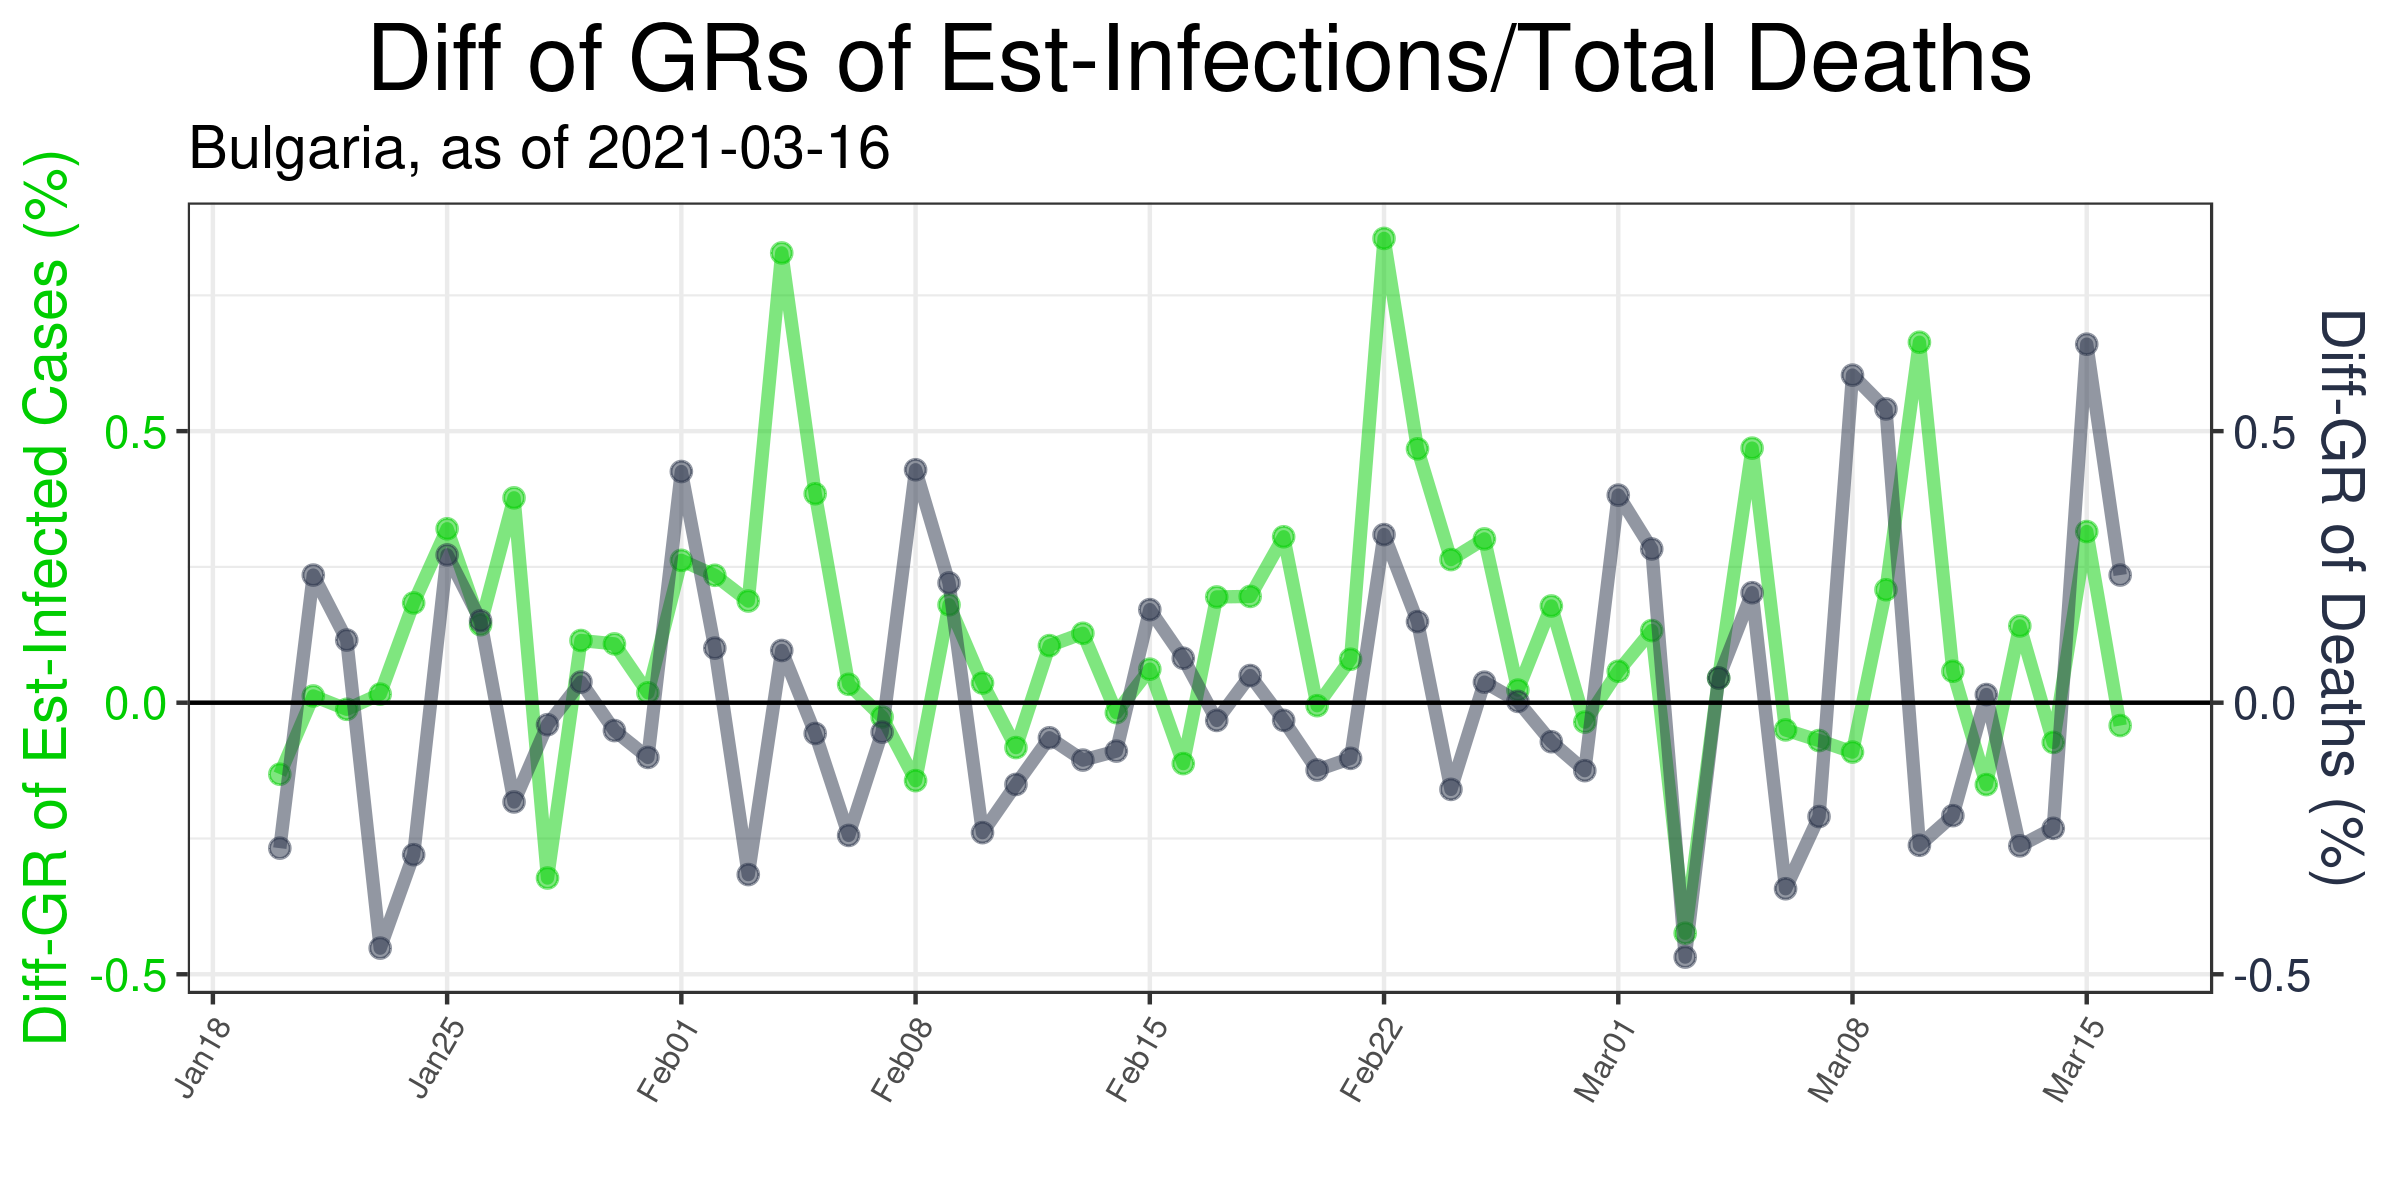 Diff of GRs of Est-Infections/Total Deaths
Bulgaria, as of 2021-03-16
Diff-GR of Est-Infected Cases (%)
0.5
0.0
-0.5
0.5
0.0
-0.5
Diff-GR of Deaths (%)
Jan18
Jan25
Feb01
Feb08
Feb15
Feb22
Mar01
Mar08
Mar15